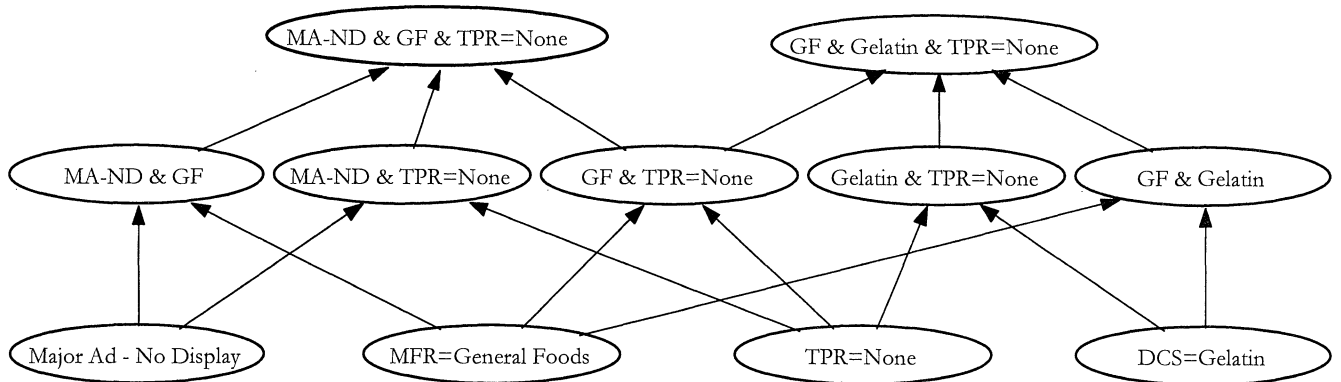 MA-ND & GF & TPR=None
GF & Gelatin & TPR=None
MA-ND & GF
MA-ND & TPR=None
GF & TPR=None
Gelatin & TPR=None
GF & Gelatin
Major Ad - No Display
MFR=General Foods
TPR=None
DCS=Gelatin